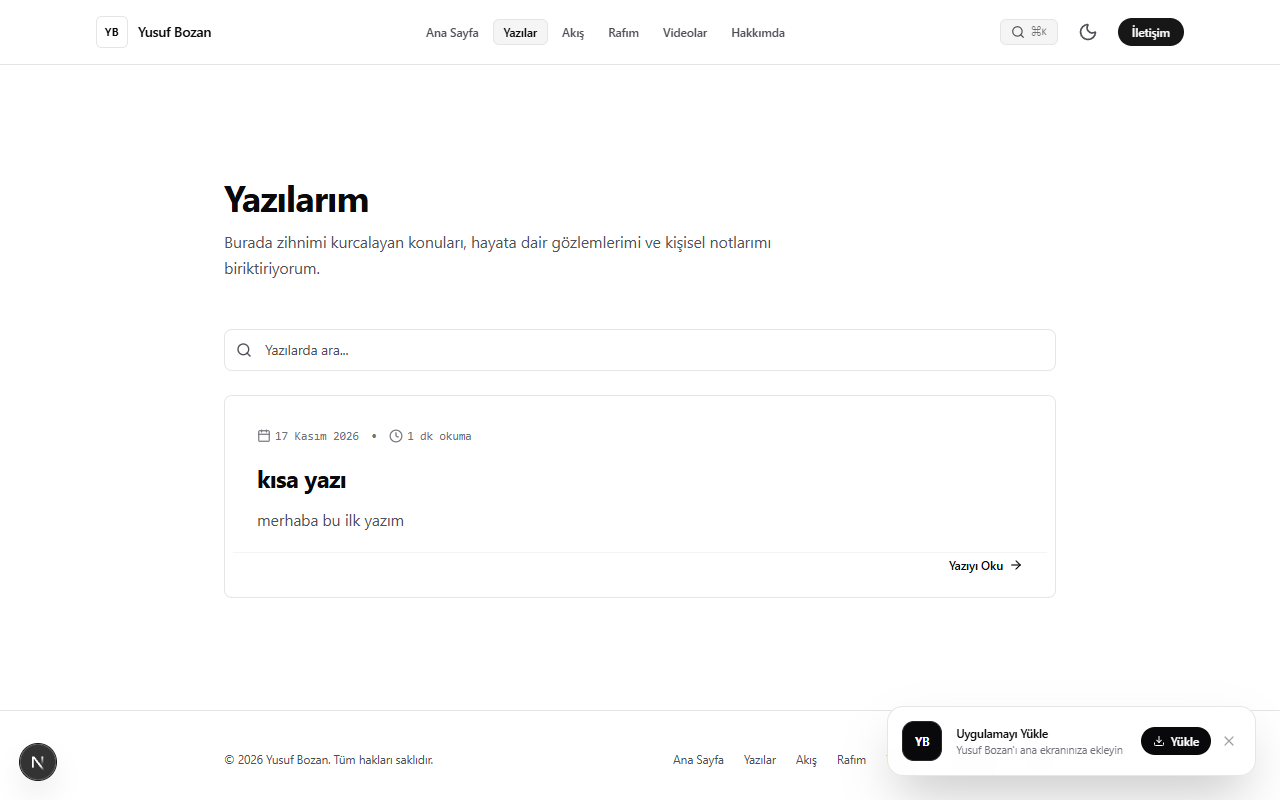 YB Yusuf Bozan Ana Sayfa Yazılar Akış Rafım Videolar Hakkımda ⌘K İletişim
Yazılarım
Burada zihnimi kurcalayan konuları, hayata dair gözlemlerimi ve kişisel notlarımı
biriktiriyorum.
Yazılarda ara...
17 Kasım 2026 • 1 dk okuma
kısa yazı
merhaba bu ilk yazım
Yazıyı Oku →
© 2026 Yusuf Bozan. Tüm hakları saklıdır. Ana Sayfa Yazılar Akış Rafım
N
YB
Uygulamayı Yükle
Yusuf Bozan'ı ana ekranınıza ekleyin
Yükle